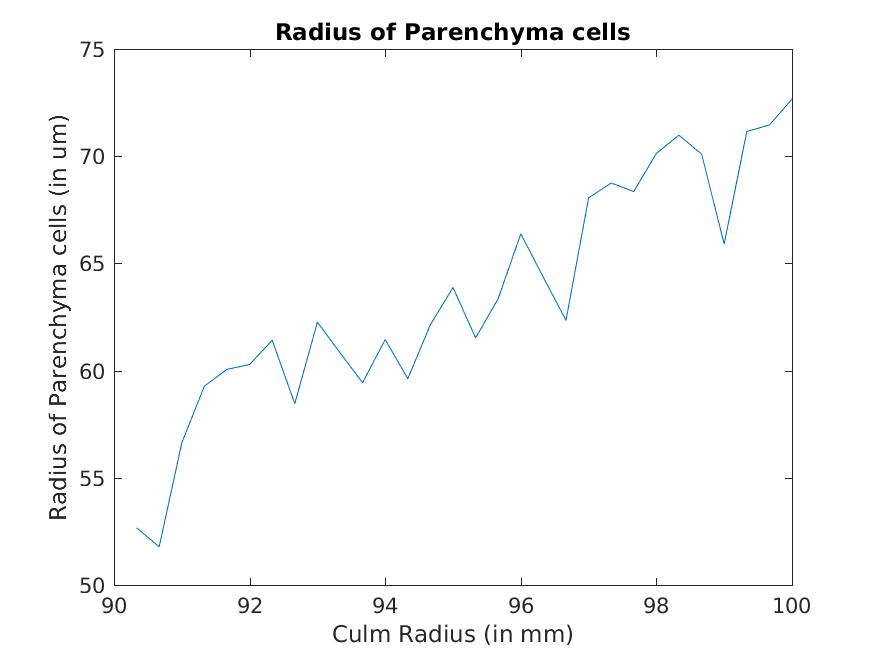 Radius of Parenchyma cells
75
70
65
60
55
50
Radius of Parenchyma cells (in um)
90 92 94 96 98 100
Culm Radius (in mm)